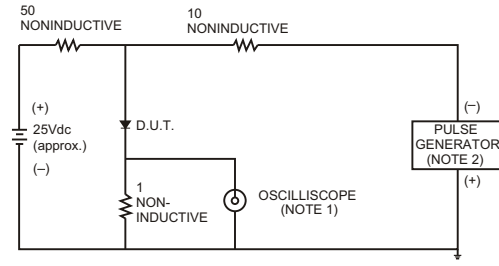 50
NONINDUCTIVE
10
NONINDUCTIVE
(+)
25Vdc
(approx.)
(–)
D.U.T.
1
NON-
INDUCTIVE
OSCILLISCOPE
(NOTE 1)
(–)
PULSE
GENERATOR
(NOTE 2)
(+)